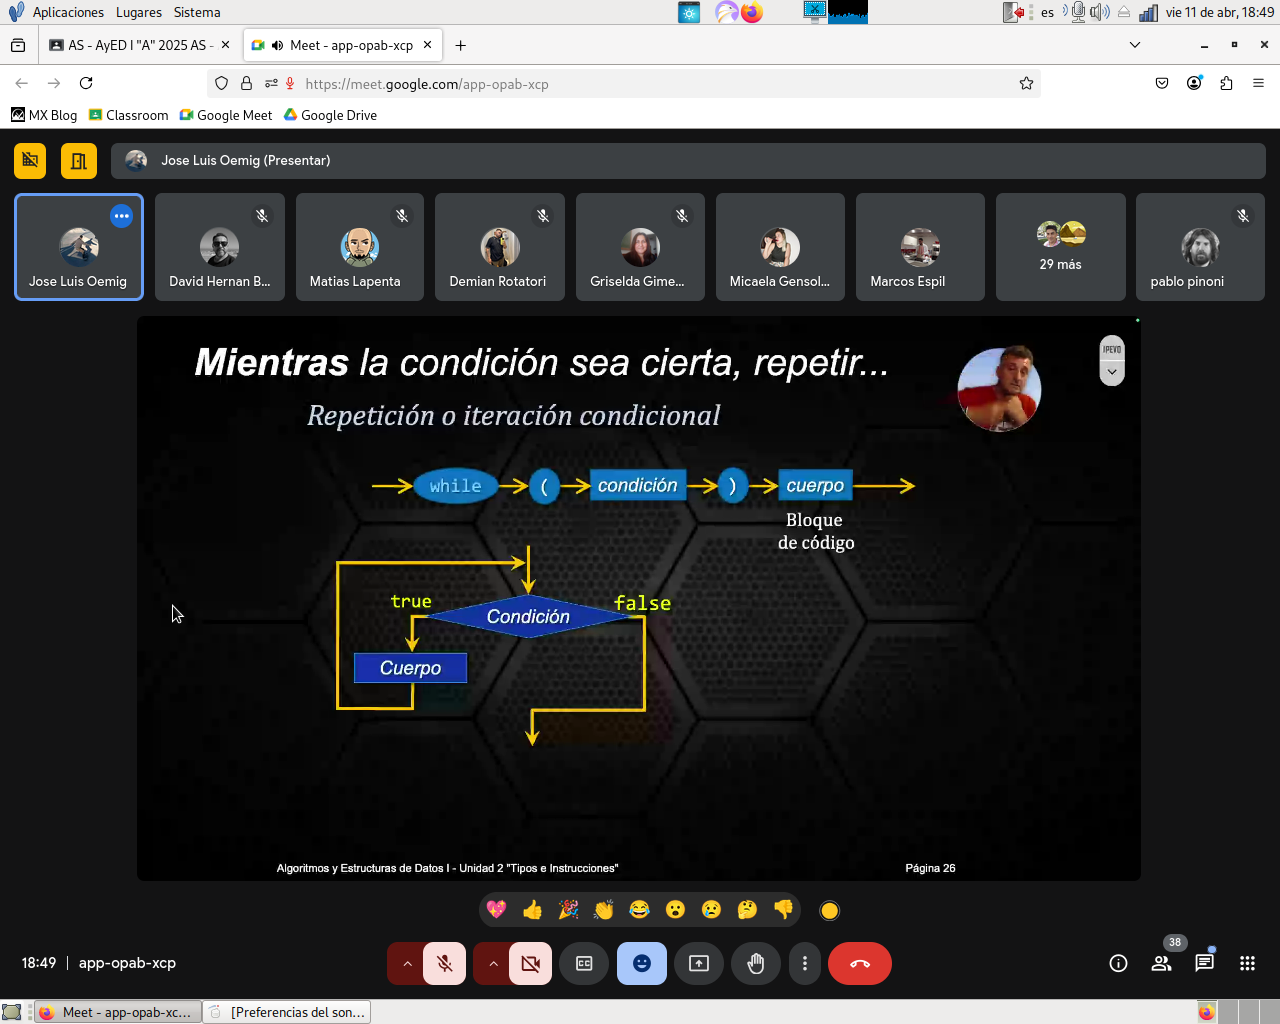 Aplicaciones Lugares Sistema es vie 11 de abr, 18:49
AS - AyED I "A" 2025 AS - Meet - app-opab-xcp
https://meet.google.com/app-opab-xcp
MX Blog Classroom Google Meet Google Drive
Jose Luis Oemig (Presentar)
29 más
Jose Luis Oemig David Hernan B... Matias Lapenta Demian Rotatori Griselda Gime... Micaela Gensol... Marcos Espil pablo pinoni
Mientras la condición sea cierta, repetir...
IPEVO
Repetición o iteración condicional
while ( condición ) cuerpo
Bloque
de código
true false
Condición
Cuerpo
Algoritmos y Estructuras de Datos I - Unidad 2 "Tipos e Instrucciones" Página 26
38
18:49 | app-opab-xcp
CC
Meet - app-opab-xc... [Preferencias del son...